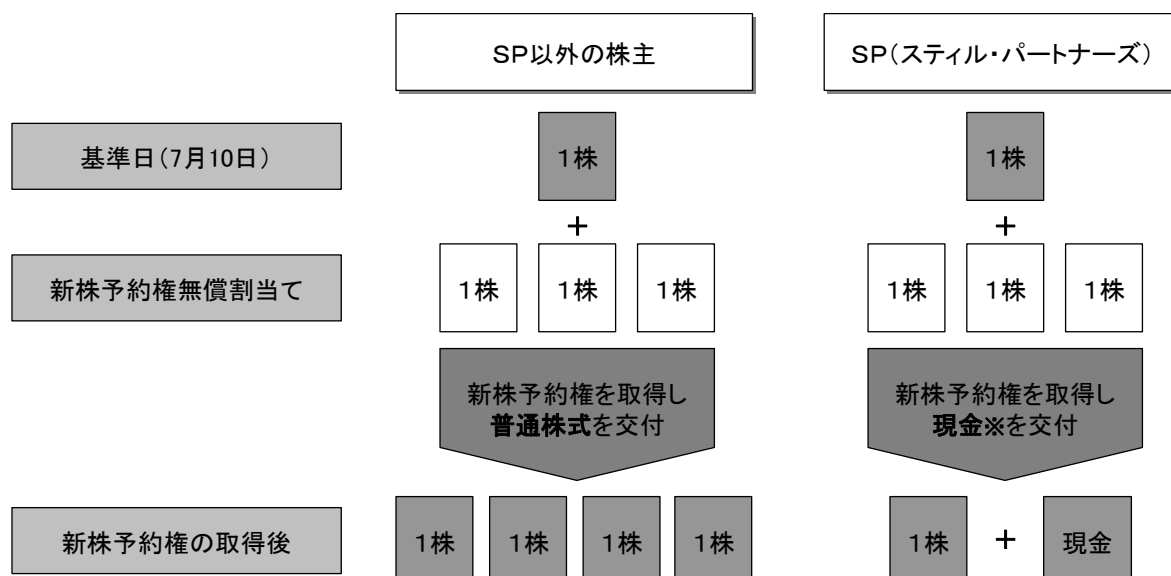 SP以外の株主
SP(スティル・パートナーズ)
基準日(7月10日)
1株
1株
+
+
新株予約権無償割当て
1株
1株
1株
1株
1株
1株
新株予約権を取得し
普通株式を交付
新株予約権を取得し
現金※を交付
新株予約権の取得後
1株
1株
1株
1株
1株
+
現金